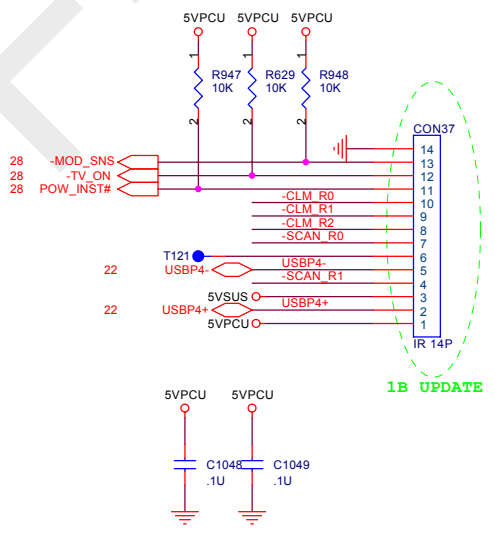 5VPCU 5VPCU 5VPCU
1 1 1
R947 R629 R948
10K 10K 10K
2 2 2
CON37
14
28 -MOD_SNS 13
28 -TV_ON 12
28 POW_INST# 11
-CLM_R0 10
-CLM_R1 9
-CLM_R2 8
-SCAN_R0 7
T121 6
22 USBP4- USBP4- 5
-SCAN_R1 4
5VSUS 3
22 USBP4+ USBP4+ 2
5VPCU 1
IR 14P
1B UPDATE
5VPCU 5VPCU
C1048 C1049
.1U .1U